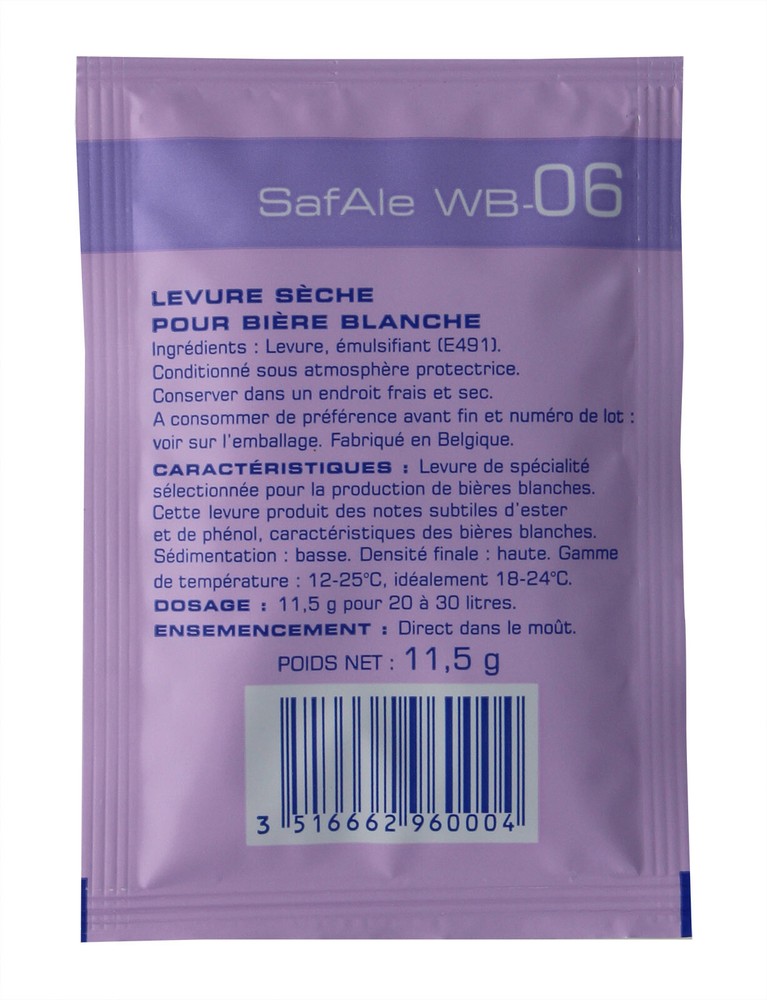 SafAle WB-06
LEVURE SÈCHE
POUR BIÈRE BLANCHE
Ingrédients : Levure, émulsifiant (E491).
Conditionné sous atmosphère protectrice.
Conserver dans un endroit frais et sec.
A consommer de préférence avant fin et numéro de lot :
voir sur l'emballage. Fabriqué en Belgique.
CARACTÉRISTIQUES : Levure de spécialité
sélectionnée pour la production de bières blanches.
Cette levure produit des notes subtiles d'ester
et de phénol, caractéristiques des bières blanches.
Sédimentation : basse. Densité finale : haute. Gamme
de température : 12-25°C, idéalement 18-24°C.
DOSAGE : 11,5 g pour 20 à 30 litres.
ENSEMENCEMENT : Direct dans le moût.
POIDS NET : 11,5 g
3 516662 960004